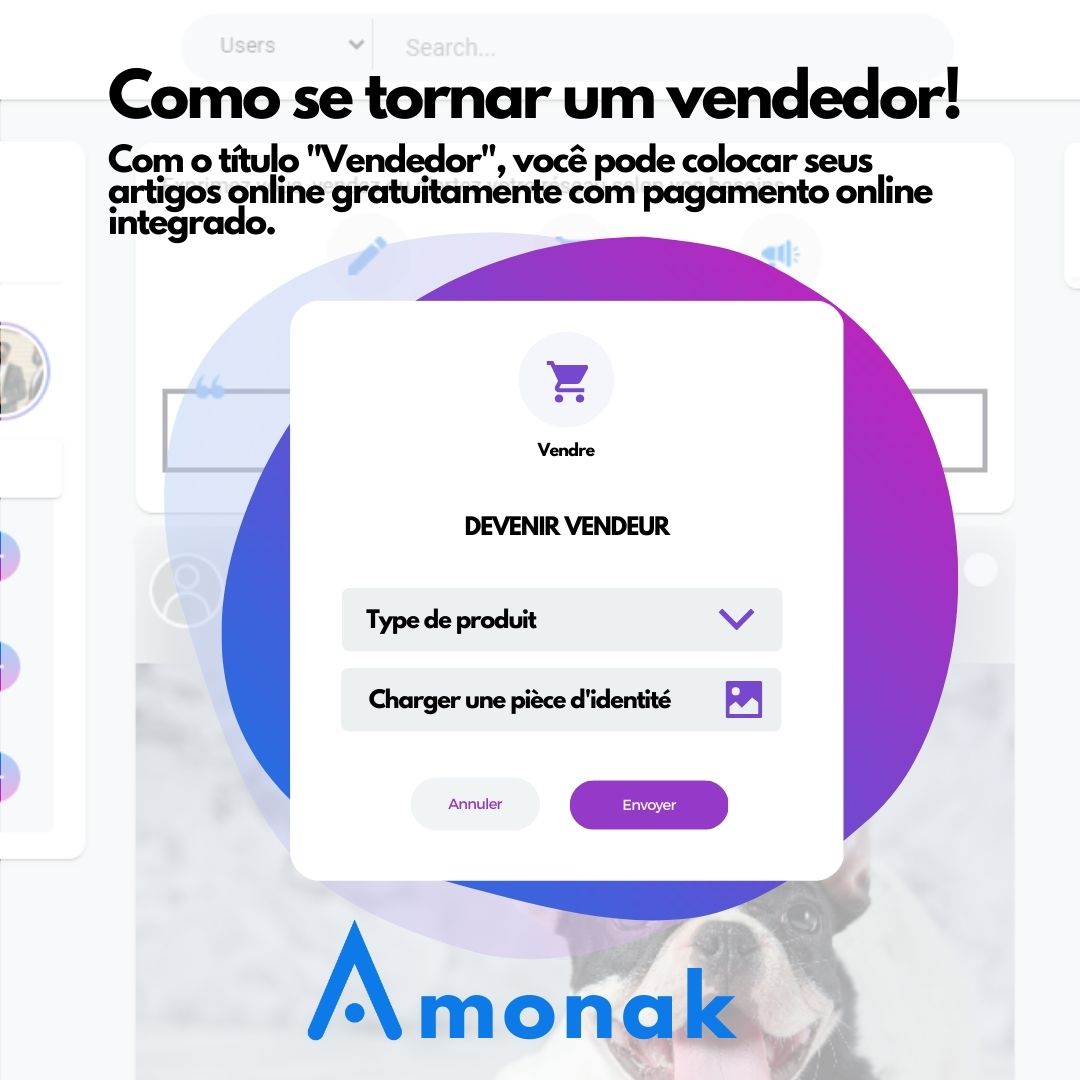 Users
Search...
Como se tornar um vendedor!
Com o título "Vendedor", você pode colocar seus
artigos online gratuitamente com pagamento online
integrado.
Vendre
DEVENIR VENDEUR
Type de produit
Charger une pièce d'identité
Annuler
Envoyer
Amonak